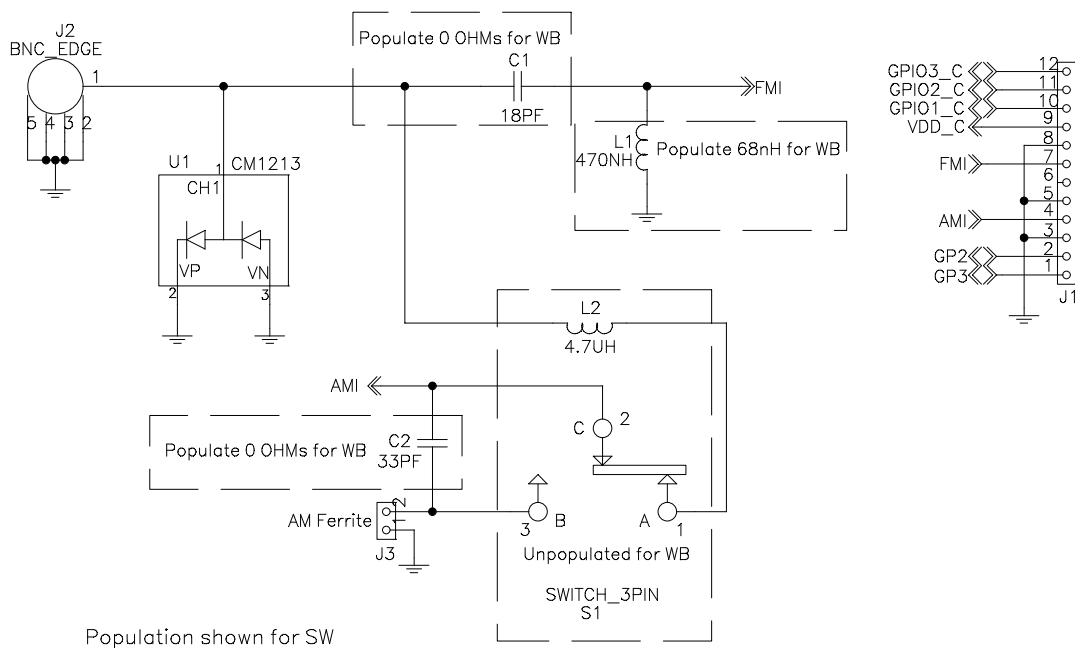 J2
BNC_EDGE
1
5 4 3 2
Populate 0 OHMs for WB
C1
18PF
FMI
L1
470NH
Populate 68nH for WB
U1
CM1213
1
CH1
VP
VN
2
3
L2
4.7UH
AMI
C
2
Populate 0 OHMs for WB
C2
33PF
AM Ferrite
1 2
J3
3
B
A
1
Unpopulated for WB
SWITCH_3PIN
S1
GPIO3_C
12
GPIO2_C
11
GPIO1_C
10
VDD_C
9
8
FMI
7
6
5
AMI
4
3
GP2
2
GP3
1
J1
Population shown for SW